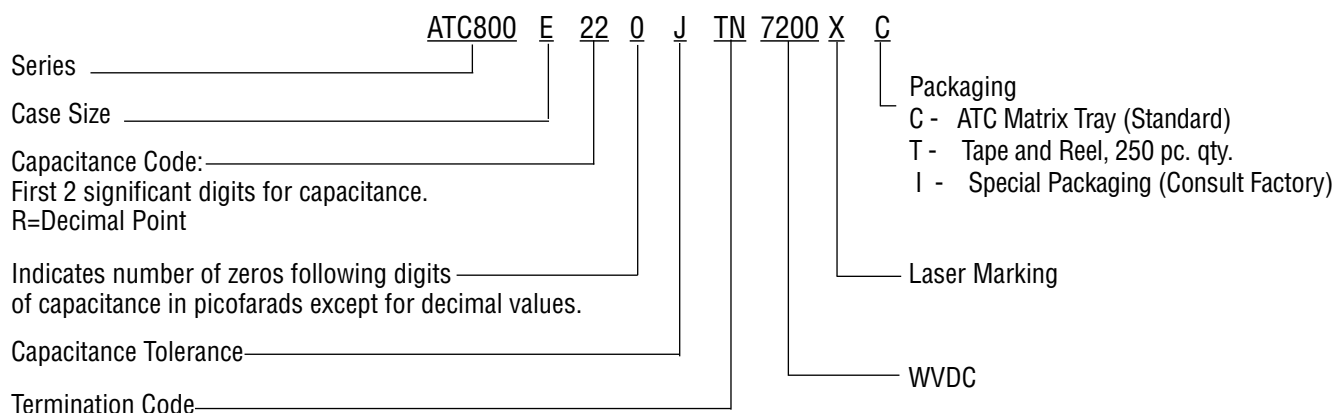 ATC800 E 22 0 J TN 7200 X C
Series
Case Size
Capacitance Code:
First 2 significant digits for capacitance.
R=Decimal Point
Indicates number of zeros following digits
of capacitance in picofarads except for decimal values.
Capacitance Tolerance
Termination Code
Packaging
C - ATC Matrix Tray (Standard)
T - Tape and Reel, 250 pc. qty.
I - Special Packaging (Consult Factory)
Laser Marking
WVDC